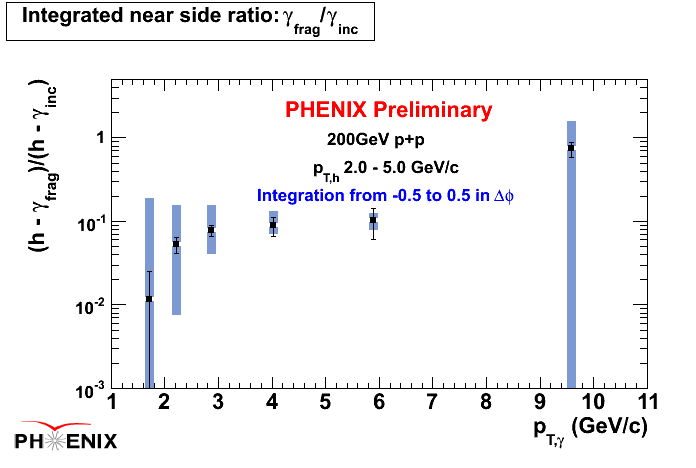 Integrated near side ratio: γfrag/γinc
(h - γfrag)/(h - γinc)
PHENIX Preliminary
200GeV p+p
pT,h 2.0 - 5.0 GeV/c
Integration from -0.5 to 0.5 in Δϕ
1
10-1
10-2
10-3
1 2 3 4 5 6 7 8 9 10 11
pT,γ (GeV/c)
PHENIX